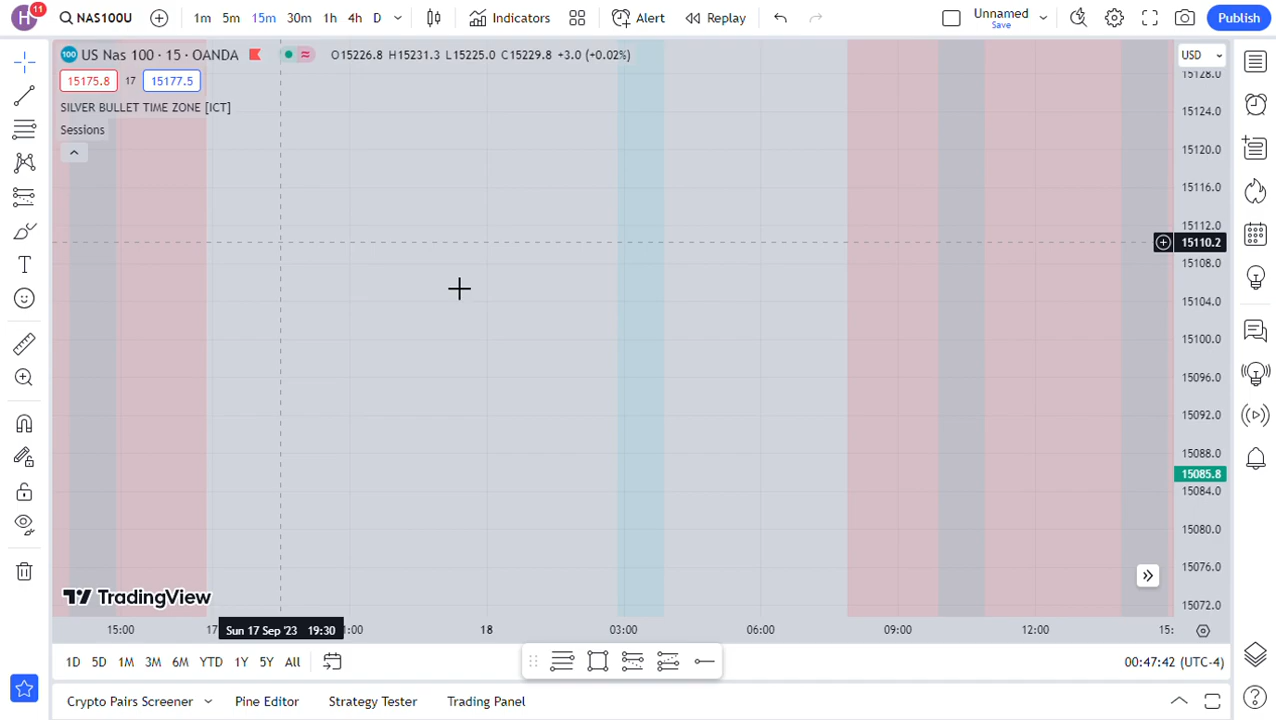 H 11 NAS100U 1m 5m 15m 30m 1h 4h D Indicators Alert Replay Unnamed Save Publish
100 US Nas 100 · 15 · OANDA O15226.8 H15231.3 L15225.0 C15229.8 +3.0 (+0.02%) USD
15175.8 17 15177.5
SILVER BULLET TIME ZONE [ICT]
Sessions
15128.0
15124.0
15120.0
15116.0
15112.0
15110.2
15108.0
15104.0
15100.0
15096.0
15092.0
15088.0
15085.8
15084.0
15080.0
15076.0
15072.0
TradingView
15:00 17 Sun 17 Sep '23 19:30 1:00 18 03:00 06:00 09:00 12:00 15:
1D 5D 1M 3M 6M YTD 1Y 5Y All 00:47:42 (UTC-4)
Crypto Pairs Screener Pine Editor Strategy Tester Trading Panel